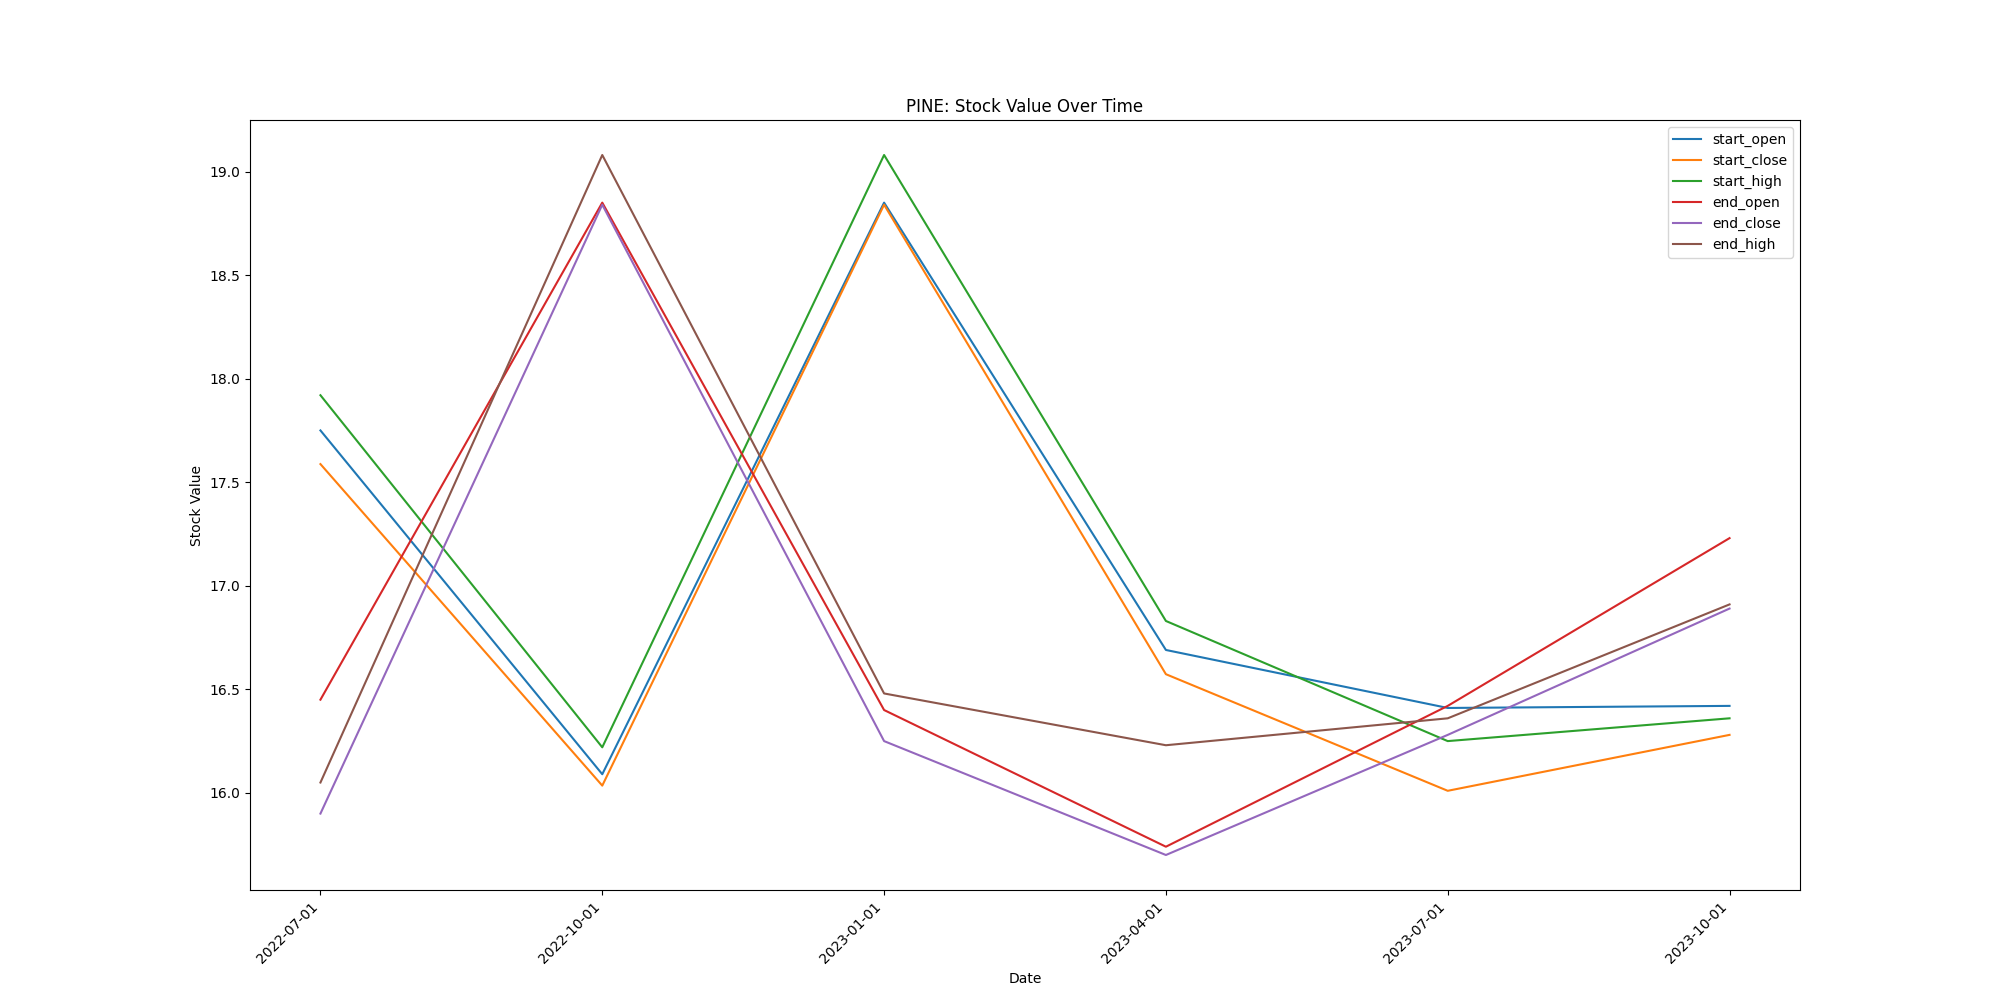 PINE: Stock Value Over Time
start_open
start_close
start_high
end_open
end_close
end_high
Stock Value
19.0
18.5
18.0
17.5
17.0
16.5
16.0
2022-07-01
2022-10-01
2023-01-01
2023-04-01
2023-07-01
2023-10-01
Date